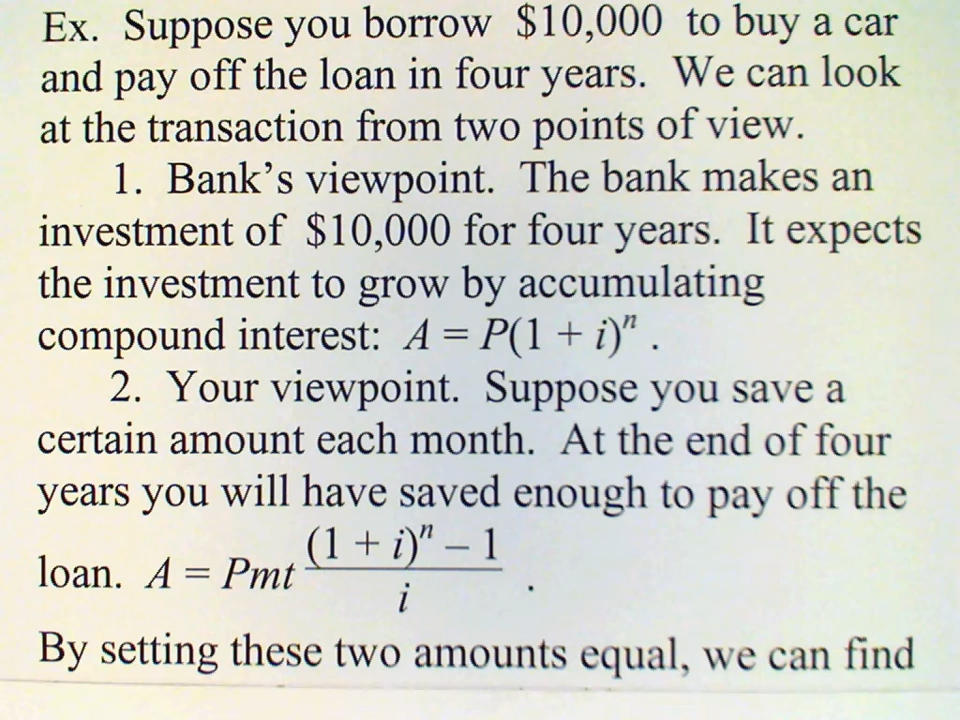 Ex.  Suppose you borrow  $10,000  to buy a car
and pay off the loan in four years.  We can look
at the transaction from two points of view.
1.  Bank’s viewpoint.  The bank makes an
investment of  $10,000 for four years.  It expects
the investment to grow by accumulating
compound interest:  A = P(1 + i)ⁿ .
2.  Your viewpoint.  Suppose you save a
certain amount each month.  At the end of four
years you will have saved enough to pay off the
loan.  A = Pmt ((1 + i)ⁿ – 1)/i .
By setting these two amounts equal, we can find